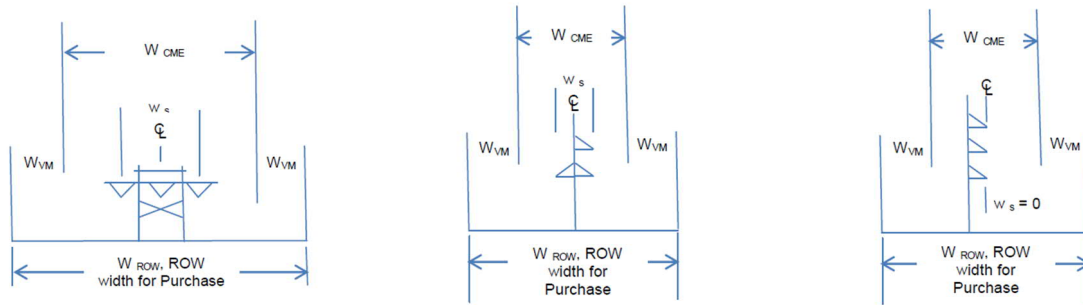 W CME
w s
℄
W VM
W VM
W ROW, ROW
width for Purchase
W CME
w s
℄
W VM
W VM
W ROW, ROW
width for
Purchase
W CME
℄
W VM
W VM
w s = 0
W ROW, ROW
width for
Purchase